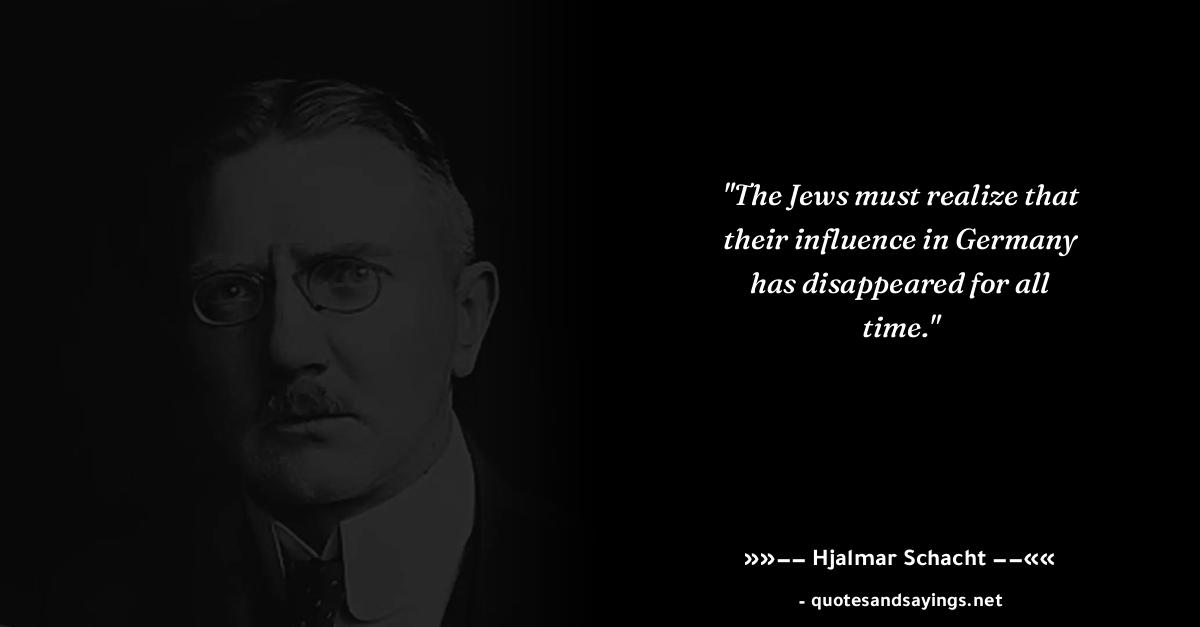 "The Jews must realize that
their influence in Germany
has disappeared for all
time."
»»−− Hjalmar Schacht −−««
- quotesandsayings.net